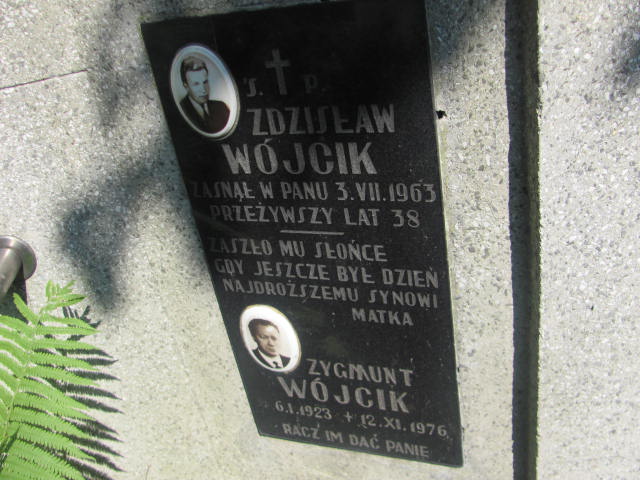 Ś. P.
ZDZISŁAW
WÓJCIK
ZASNĄŁ W PANU 3.VII.1963
PRZEŻYWSZY LAT 38
ZASZŁO MU SŁOŃCE
GDY JESZCZE BYŁ DZIEŃ
NAJDROŻSZEMU SYNOWI
MATKA
ZYGMUNT
WÓJCIK
6.I.1923 + 12.XI.1976
RACZ IM DAĆ PANIE